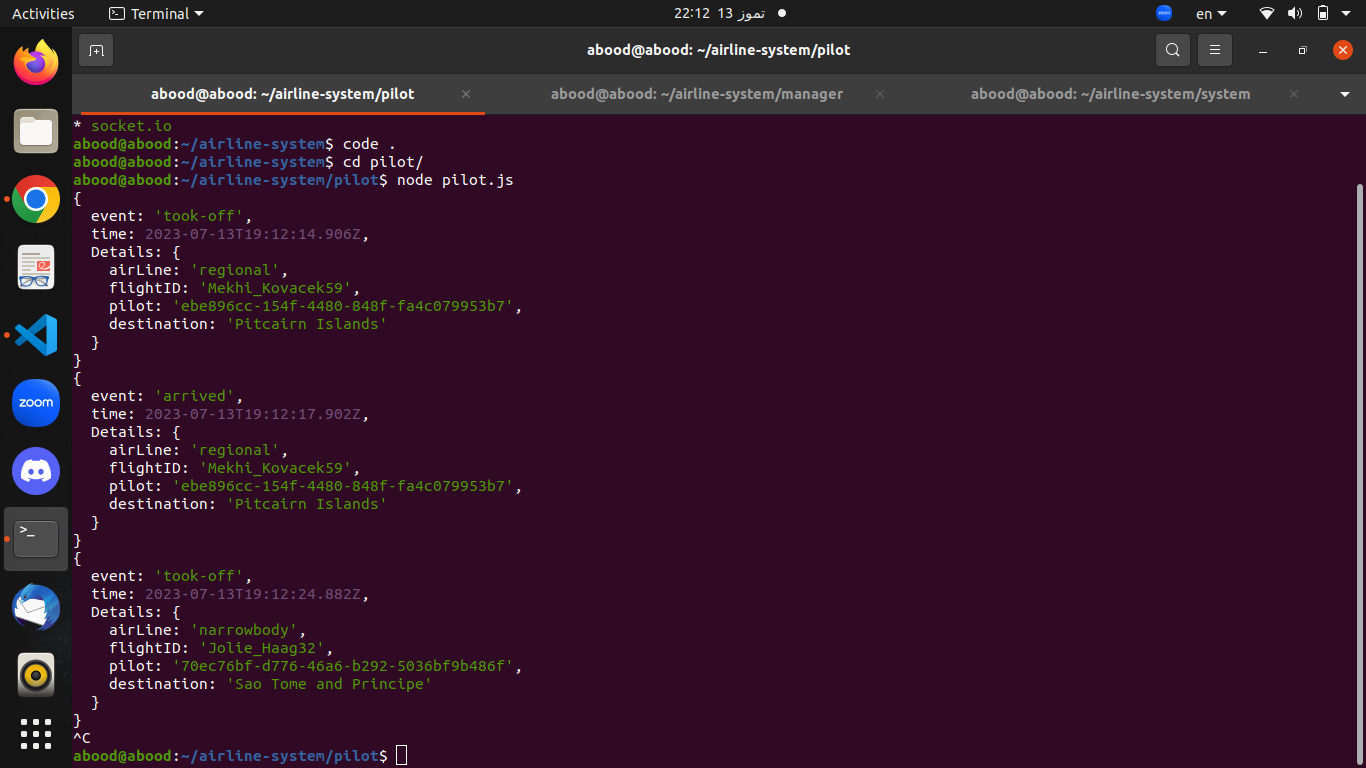 Activities Terminal 22:12 13 تموز en
abood@abood: ~/airline-system/pilot
abood@abood: ~/airline-system/pilot abood@abood: ~/airline-system/manager abood@abood: ~/airline-system/system
* socket.io
abood@abood:~/airline-system$ code .
abood@abood:~/airline-system$ cd pilot/
abood@abood:~/airline-system/pilot$ node pilot.js
{
  event: 'took-off',
  time: 2023-07-13T19:12:14.906Z,
  Details: {
    airLine: 'regional',
    flightID: 'Mekhi_Kovacek59',
    pilot: 'ebe896cc-154f-4480-848f-fa4c079953b7',
    destination: 'Pitcairn Islands'
  }
}
{
  event: 'arrived',
  time: 2023-07-13T19:12:17.902Z,
  Details: {
    airLine: 'regional',
    flightID: 'Mekhi_Kovacek59',
    pilot: 'ebe896cc-154f-4480-848f-fa4c079953b7',
    destination: 'Pitcairn Islands'
  }
}
{
  event: 'took-off',
  time: 2023-07-13T19:12:24.882Z,
  Details: {
    airLine: 'narrowbody',
    flightID: 'Jolie_Haag32',
    pilot: '70ec76bf-d776-46a6-b292-5036bf9b486f',
    destination: 'Sao Tome and Principe'
  }
}
^C
abood@abood:~/airline-system/pilot$
zoom
>_